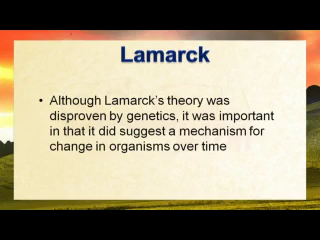 Lamarck
• Although Lamarck's theory was
disproven by genetics, it was important
in that it did suggest a mechanism for
change in organisms over time